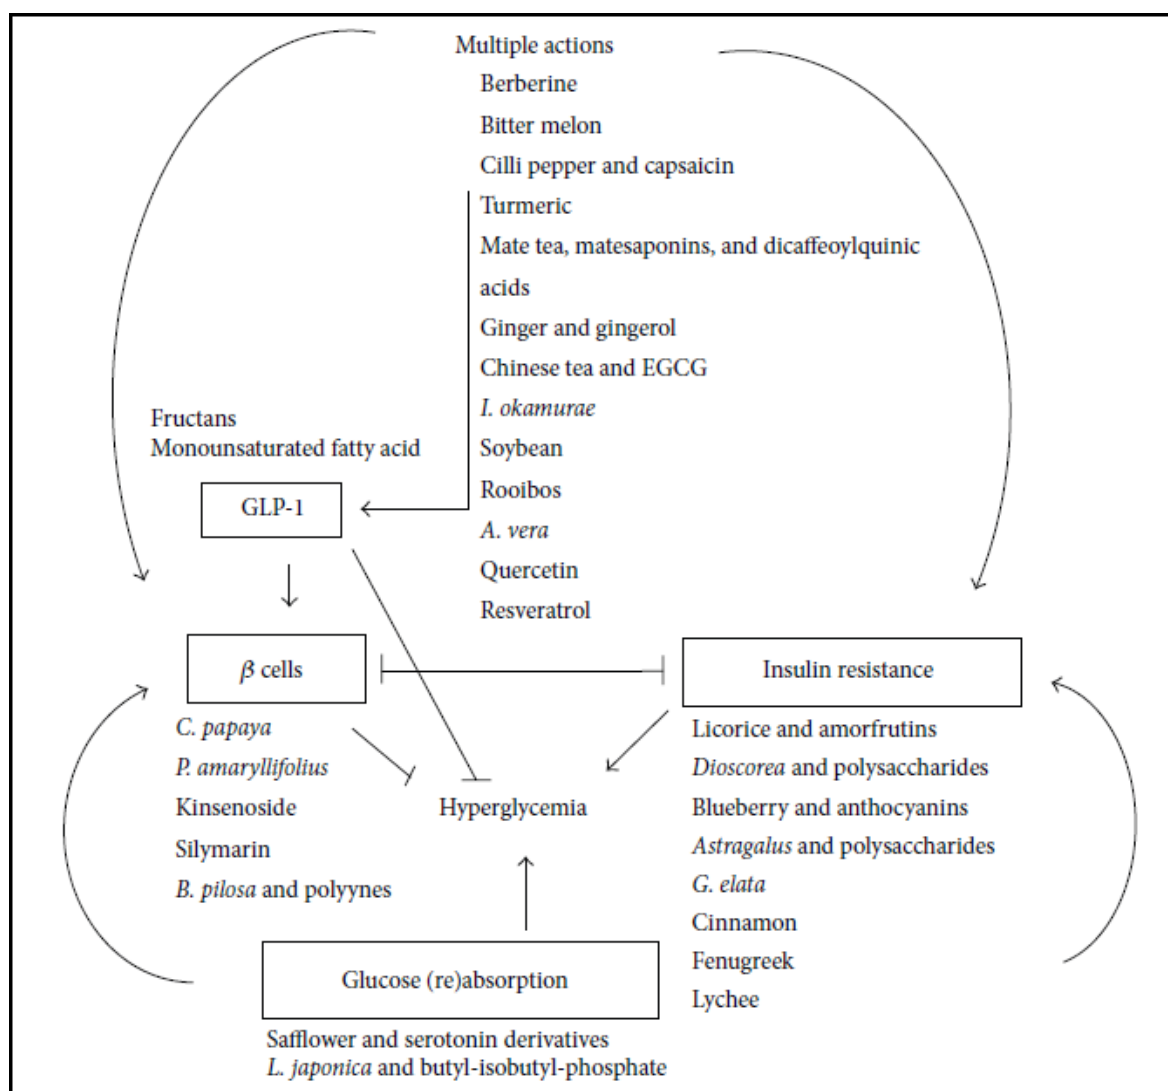 Multiple actions
Berberine
Bitter melon
Cilli pepper and capsaicin
Turmeric
Mate tea, matesaponins, and dicaffeoylquinic
acids
Ginger and gingerol
Chinese tea and EGCG
I. okamurae
Soybean
Rooibos
A. vera
Quercetin
Resveratrol
Fructans
Monounsaturated fatty acid
GLP-1
β cells
C. papaya
P. amaryllifolius
Kinsenoside
Silymarin
B. pilosa and polyynes
Hyperglycemia
Insulin resistance
Licorice and amorfrutins
Dioscorea and polysaccharides
Blueberry and anthocyanins
Astragalus and polysaccharides
G. elata
Cinnamon
Fenugreek
Lychee
Glucose (re)absorption
Safflower and serotonin derivatives
L. japonica and butyl-isobutyl-phosphate